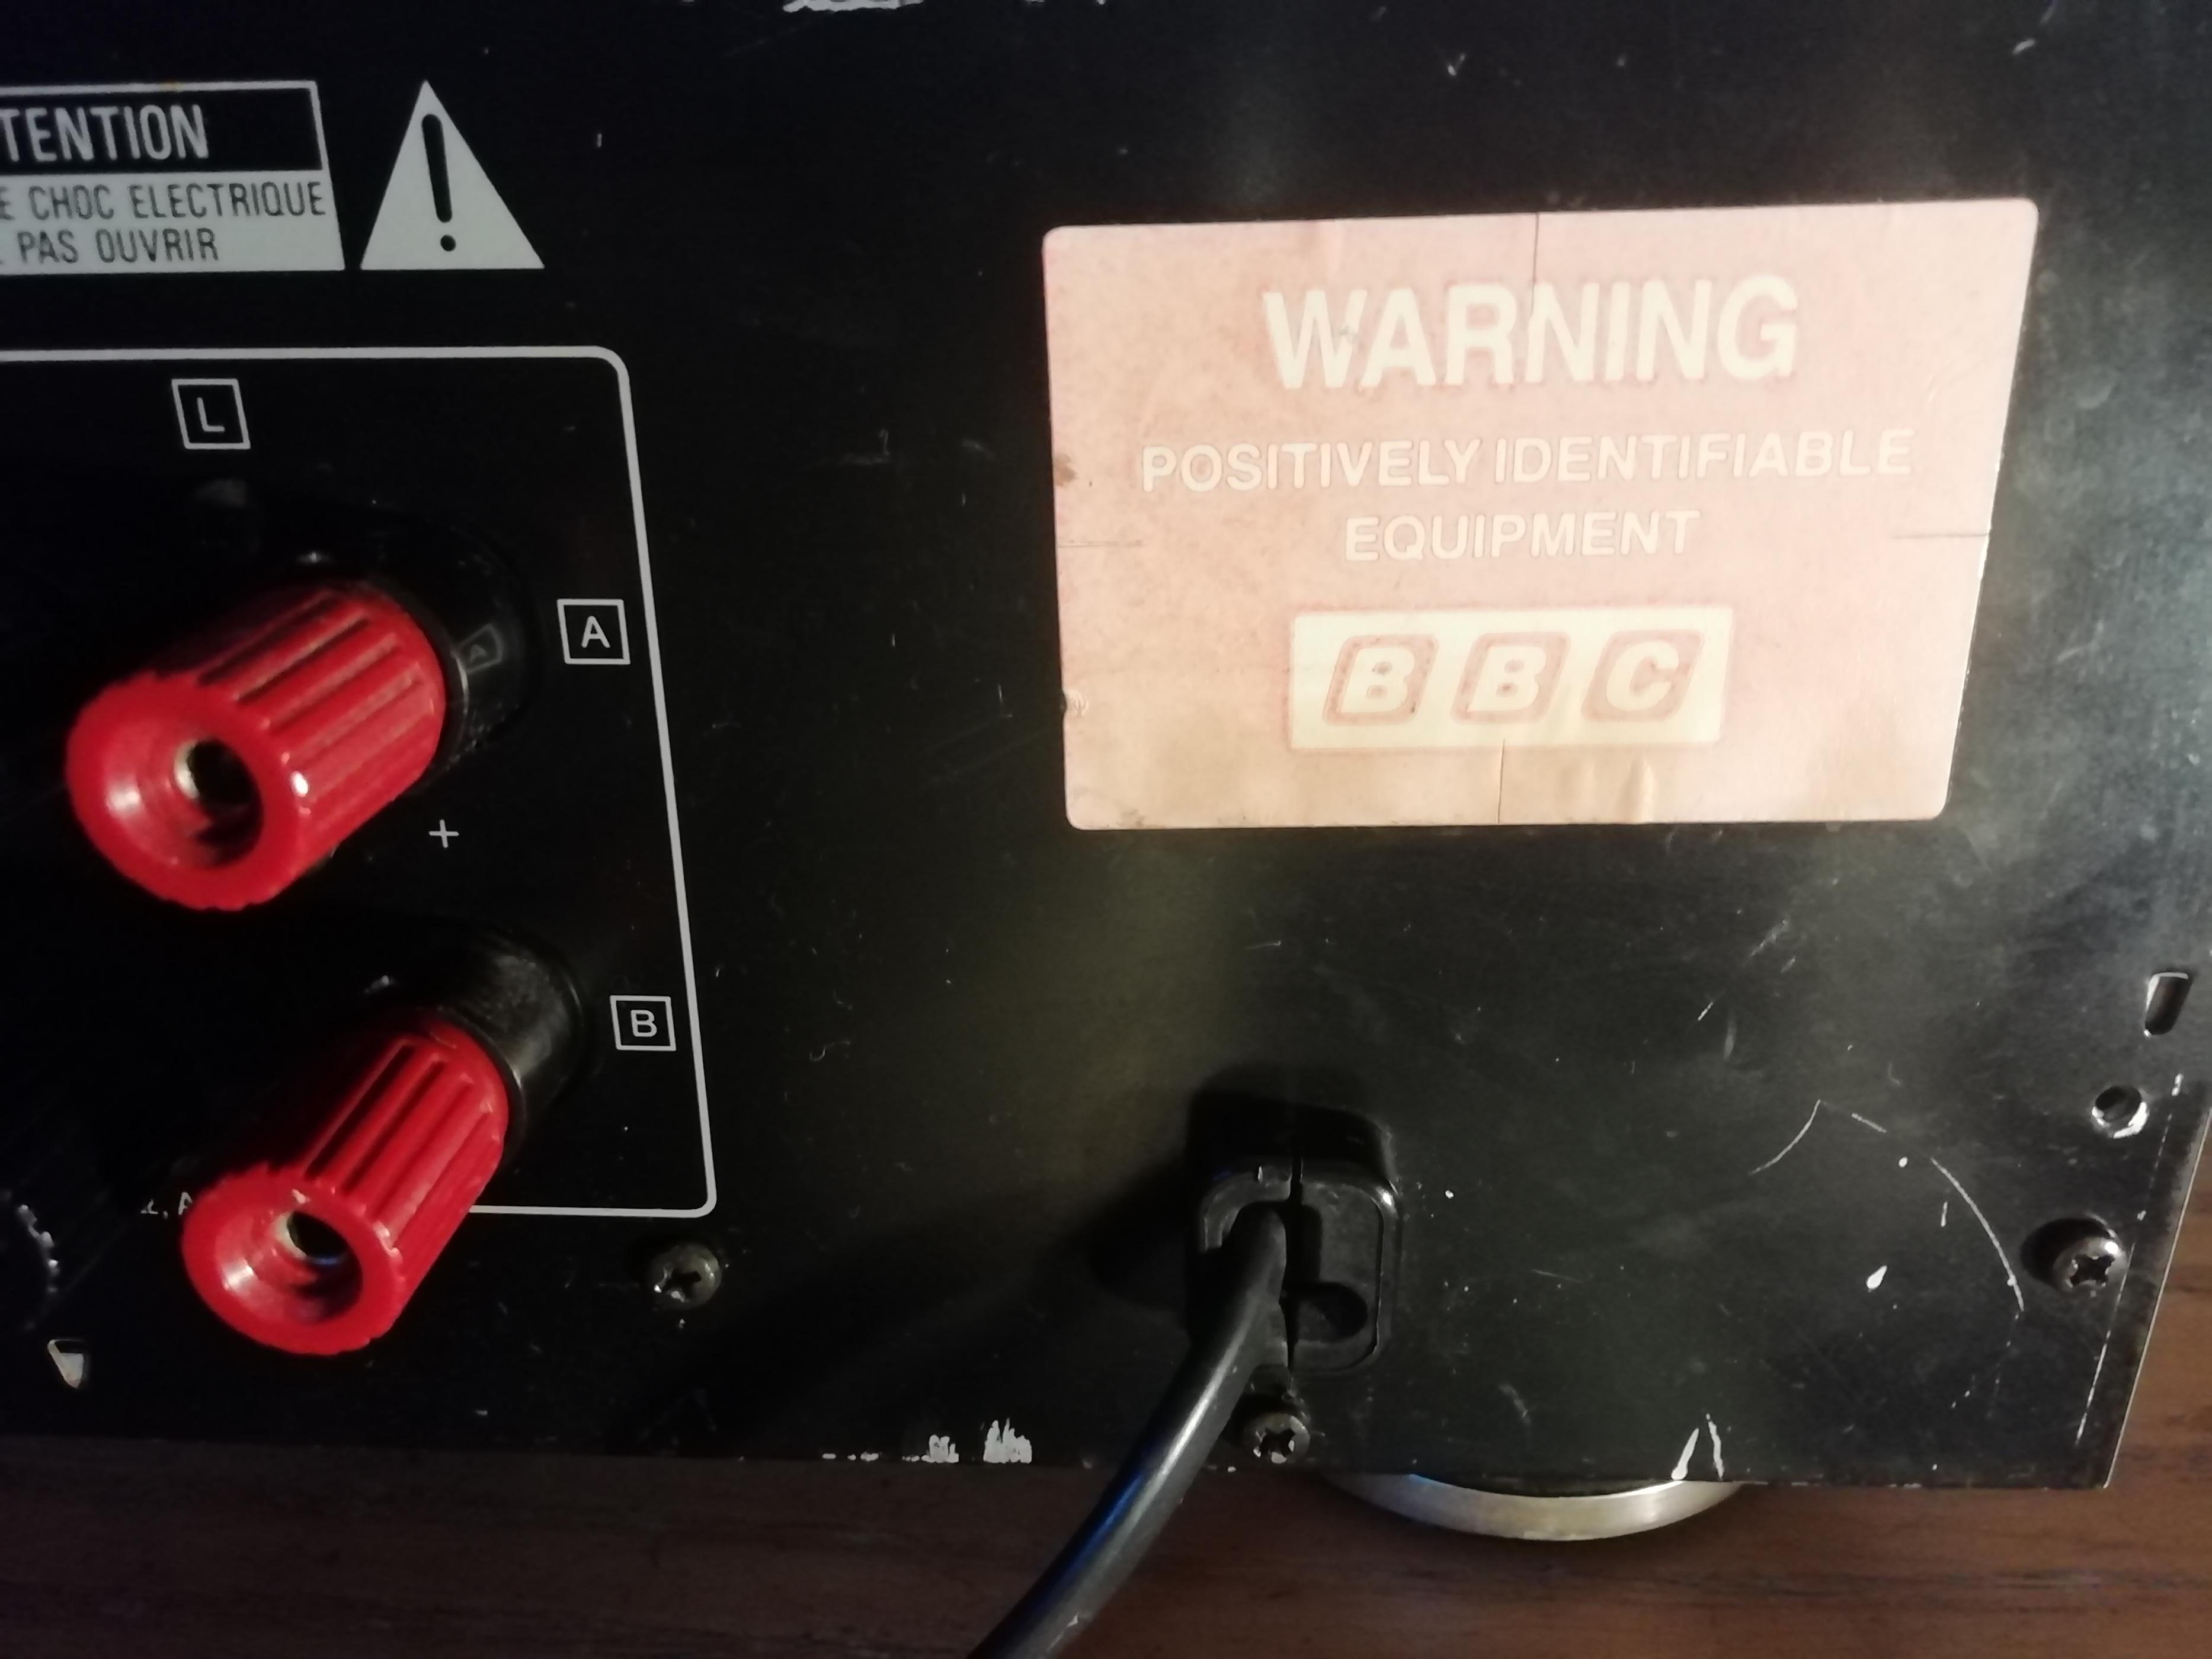 TENTION
E CHOC ELECTRIQUE
PAS OUVRIR
L
A
+
B
WARNING
POSITIVELY IDENTIFIABLE
EQUIPMENT
BBC